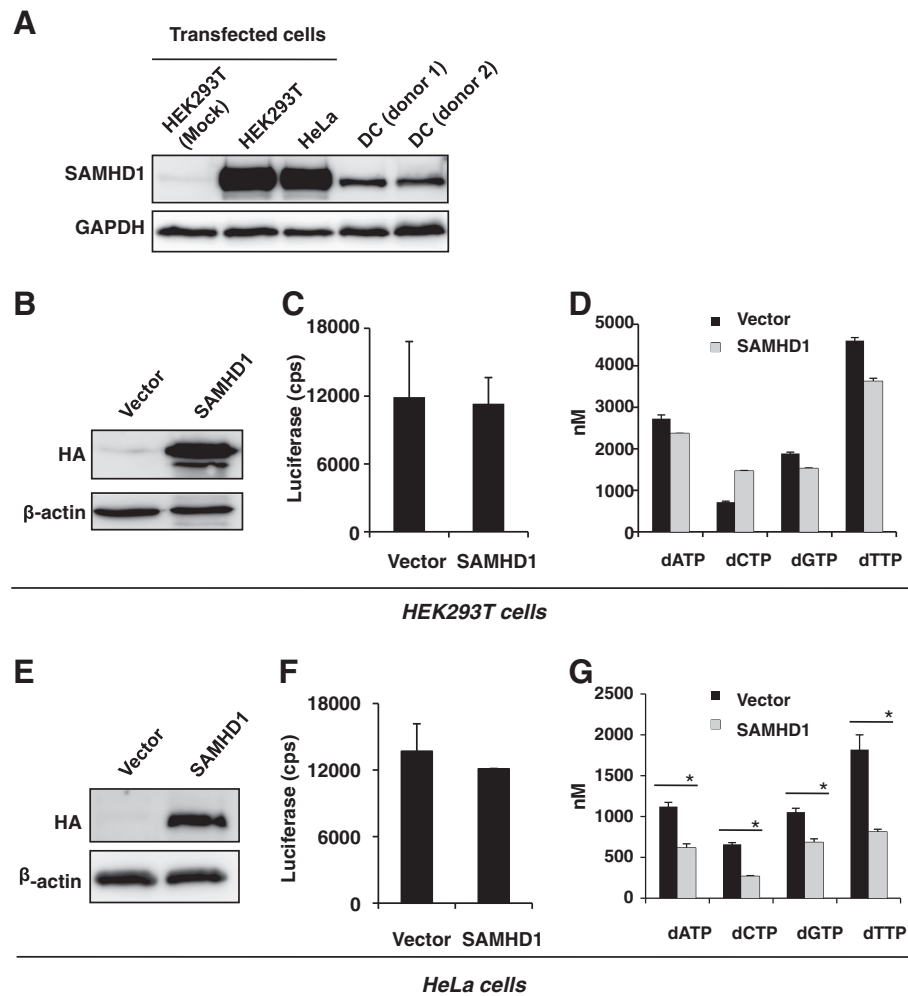 A
Transfected cells
HEK293T
(Mock)
HEK293T
HeLa
DC (donor 1)
DC (donor 2)
SAMHD1
GAPDH
B
Vector
SAMHD1
HA
β-actin
C
Luciferase (cps)
18000
12000
6000
0
Vector SAMHD1
D
Vector
SAMHD1
nM
5000
4000
3000
2000
1000
0
dATP dCTP dGTP dTTP
HEK293T cells
E
Vector
SAMHD1
HA
β-actin
F
Luciferase (cps)
18000
12000
6000
0
Vector SAMHD1
G
Vector
SAMHD1
nM
2500
2000
1500
1000
500
0
* * * *
dATP dCTP dGTP dTTP
HeLa cells